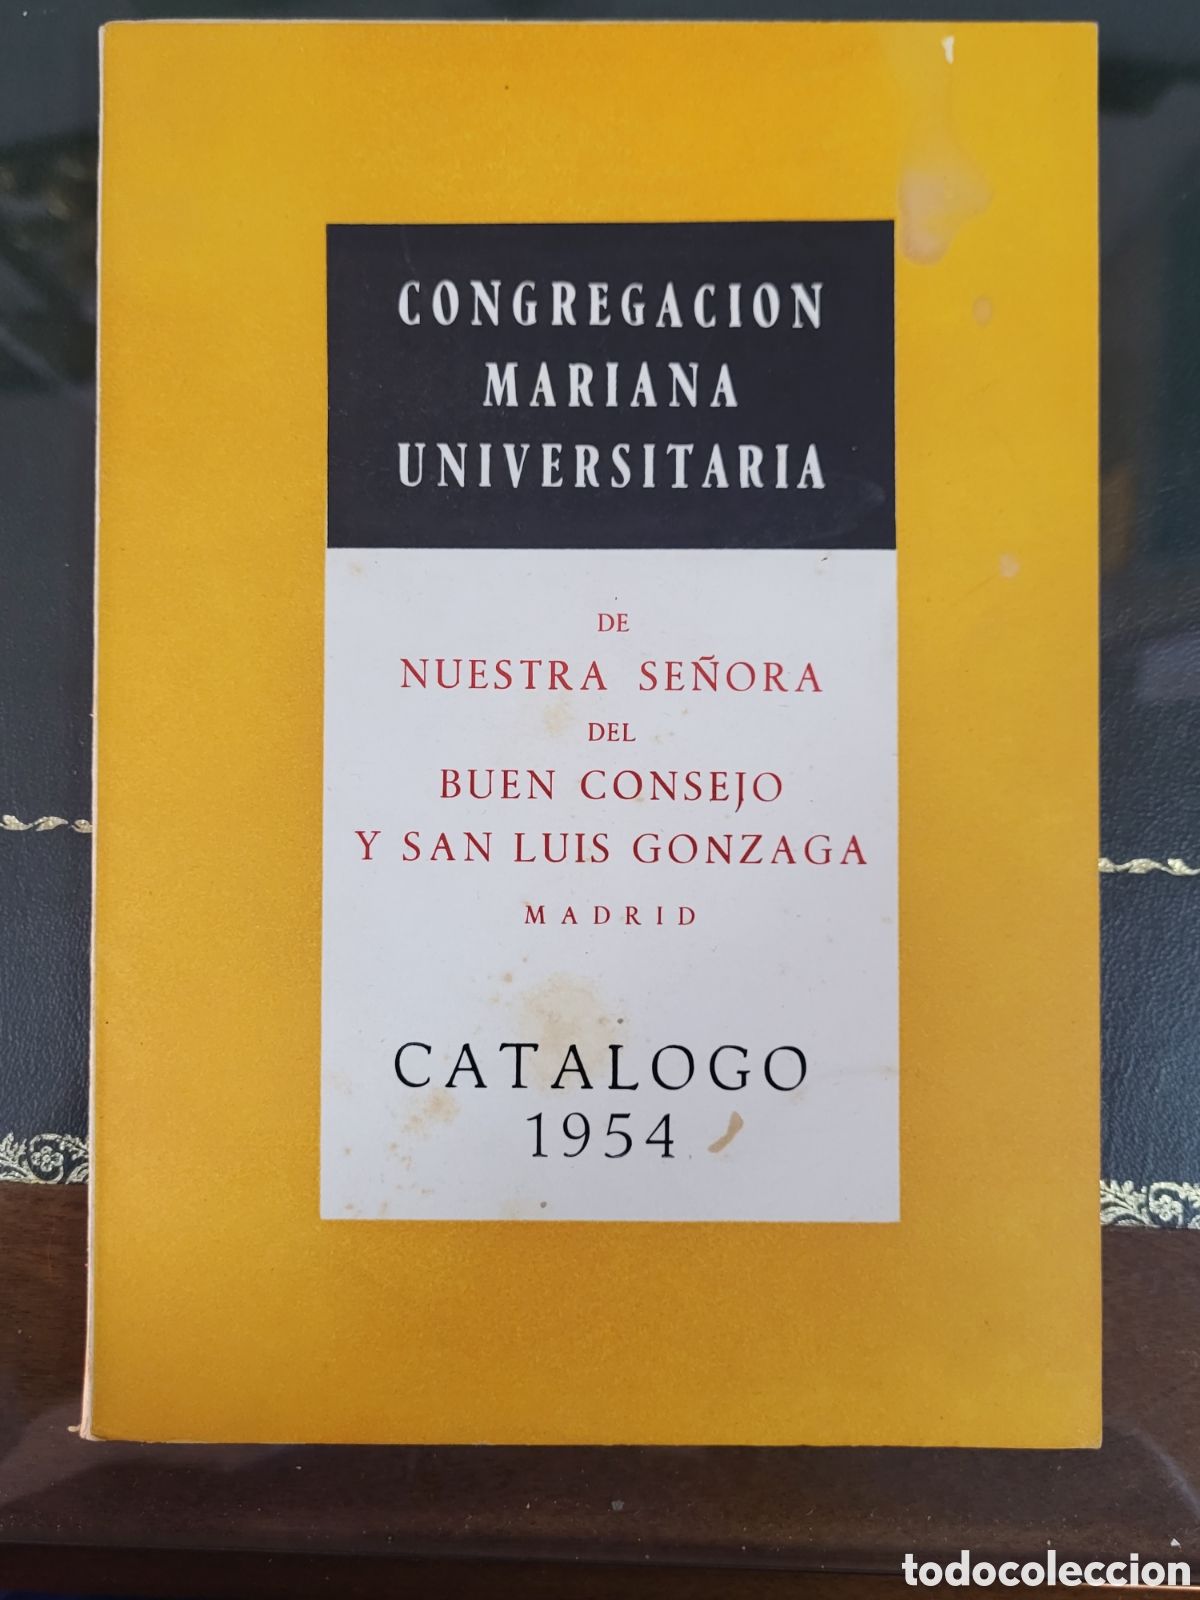 CONGREGACION
MARIANA
UNIVERSITARIA
DE
NUESTRA SEÑORA
DEL
BUEN CONSEJO
Y SAN LUIS GONZAGA
MADRID
CATALOGO
1954
todocoleccion